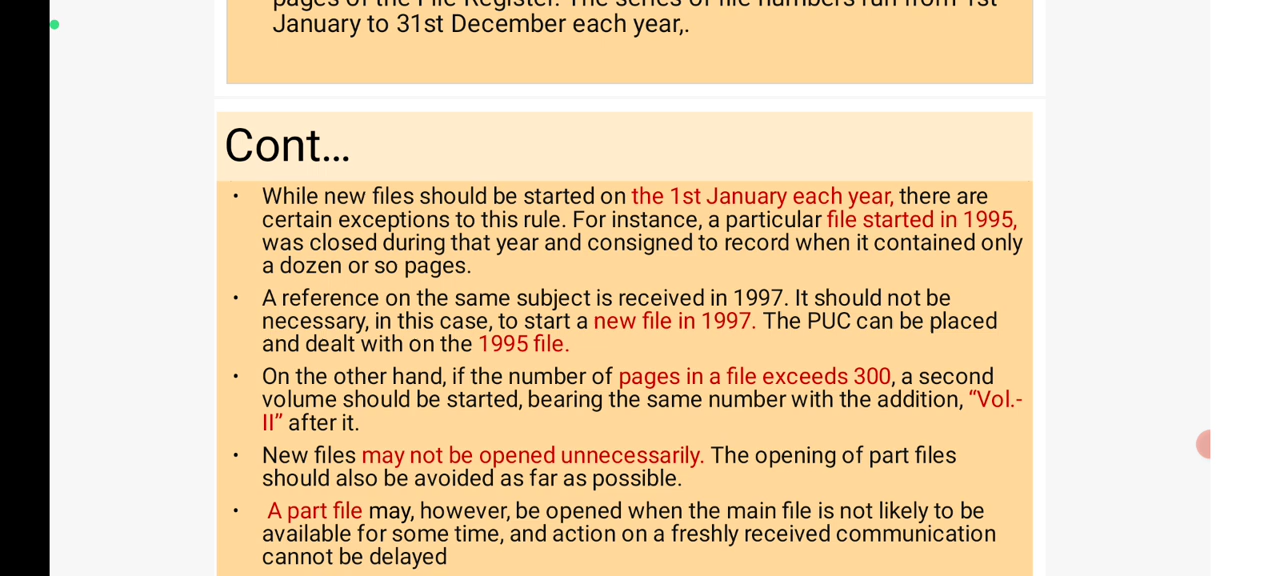 January to 31st December each year,.
Cont...
• While new files should be started on the 1st January each year, there are
certain exceptions to this rule. For instance, a particular file started in 1995,
was closed during that year and consigned to record when it contained only
a dozen or so pages.
• A reference on the same subject is received in 1997. It should not be
necessary, in this case, to start a new file in 1997. The PUC can be placed
and dealt with on the 1995 file.
• On the other hand, if the number of pages in a file exceeds 300, a second
volume should be started, bearing the same number with the addition, “Vol.-
II” after it.
• New files may not be opened unnecessarily. The opening of part files
should also be avoided as far as possible.
• A part file may, however, be opened when the main file is not likely to be
available for some time, and action on a freshly received communication
cannot be delayed